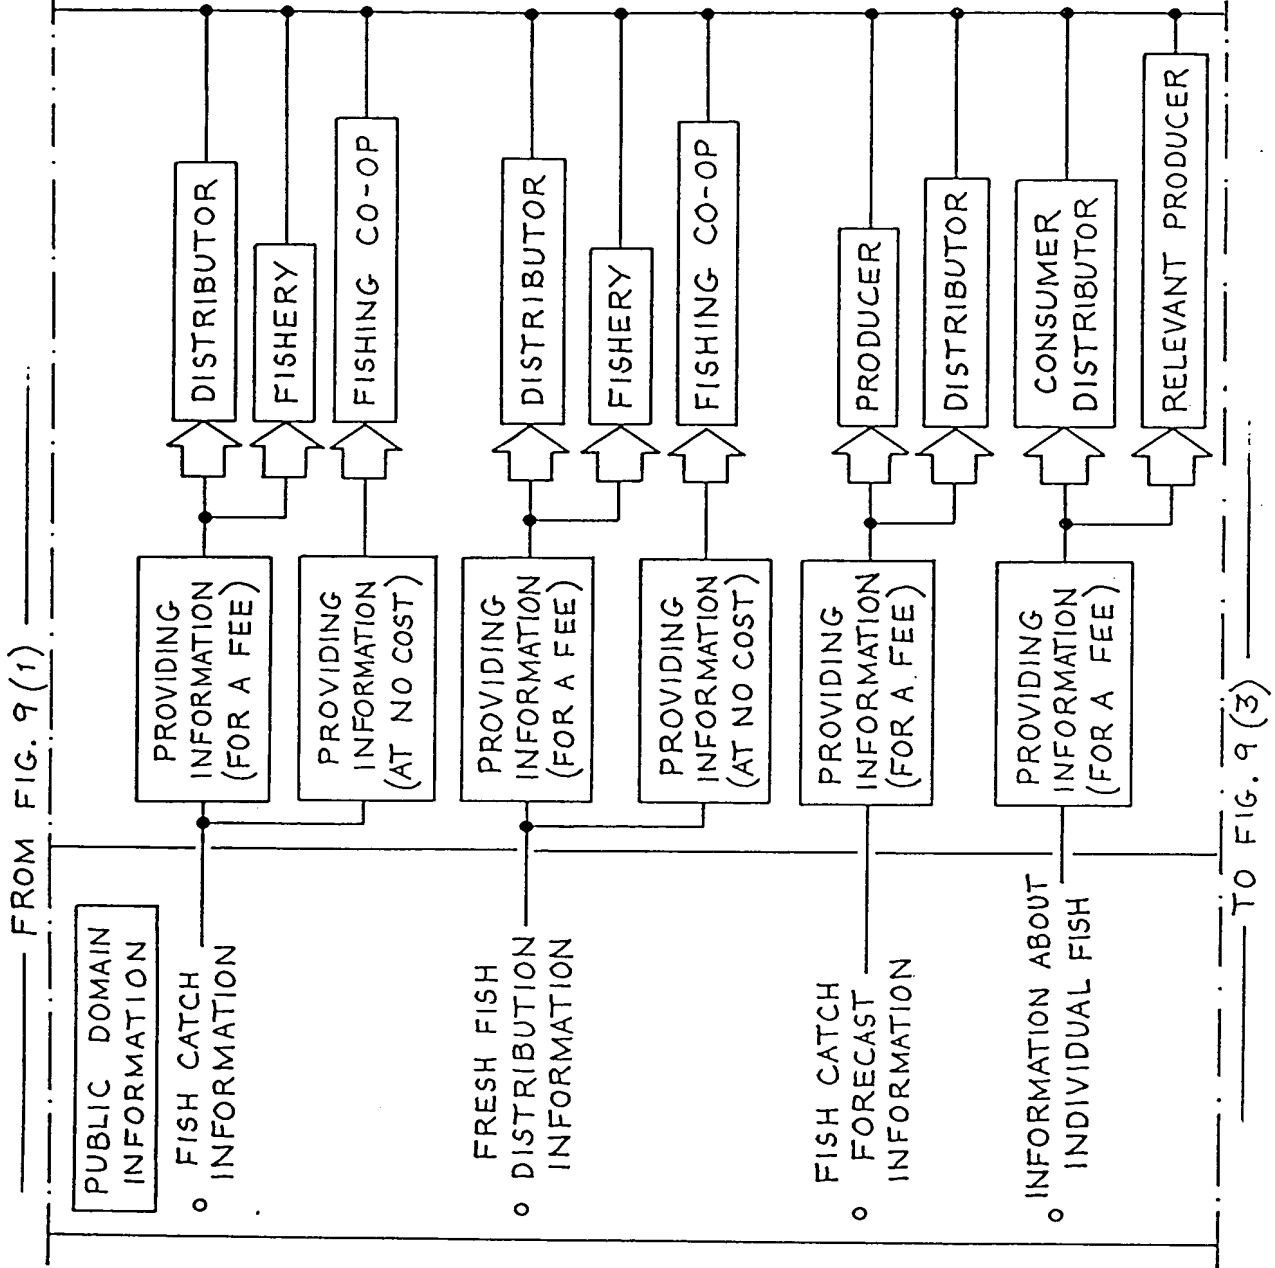 FROM FIG. 9(1)
PUBLIC DOMAIN
INFORMATION
o FISH CATCH
INFORMATION
PROVIDING
INFORMATION
(FOR A FEE)
DISTRIBUTOR
FISHERY
PROVIDING
INFORMATION
(AT NO COST)
FISHING CO-OP
o FRESH FISH
DISTRIBUTION
INFORMATION
PROVIDING
INFORMATION
(FOR A FEE)
DISTRIBUTOR
FISHERY
PROVIDING
INFORMATION
(AT NO COST)
FISHING CO-OP
o FISH CATCH
FORECAST
INFORMATION
PROVIDING
INFORMATION
(FOR A FEE)
PRODUCER
DISTRIBUTOR
o INFORMATION ABOUT
INDIVIDUAL FISH
PROVIDING
INFORMATION
(FOR A FEE)
CONSUMER
DISTRIBUTOR
RELEVANT PRODUCER
TO FIG. 9(3)